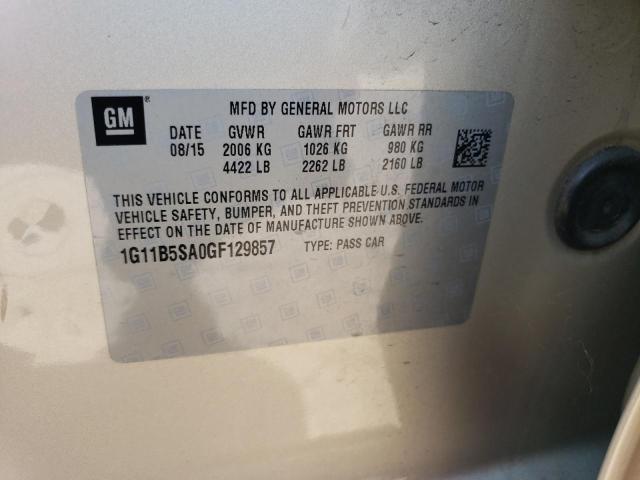 GM ®
MFD BY GENERAL MOTORS LLC
DATE GVWR GAWR FRT GAWR RR
08/15 2006 KG 1026 KG 980 KG
4422 LB 2262 LB 2160 LB
THIS VEHICLE CONFORMS TO ALL APPLICABLE U.S. FEDERAL MOTOR
VEHICLE SAFETY, BUMPER, AND THEFT PREVENTION STANDARDS IN
EFFECT ON THE DATE OF MANUFACTURE SHOWN ABOVE.
1G11B5SA0GF129857 TYPE: PASS CAR